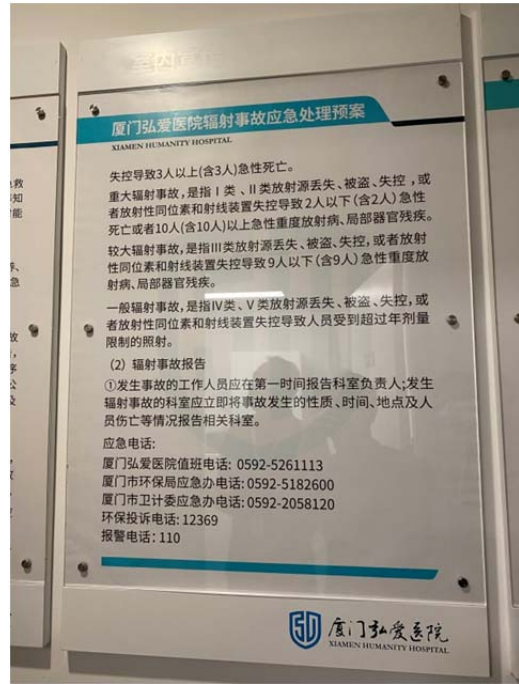 厦门弘爱医院辐射事故应急处理预案
XIAMEN HUMANITY HOSPITAL
失控导致3人以上(含3人)急性死亡。
重大辐射事故，是指Ⅰ类、Ⅱ类放射源丢失、被盗、失控，或
者放射性同位素和射线装置失控导致2人以下(含2人)急性
死亡或者10人(含10人)以上急性重度放射病、局部器官残疾。
较大辐射事故，是指III类放射源丢失、被盗、失控，或者放射
性同位素和射线装置失控导致9人以下(含9人)急性重度放
射病、局部器官残疾。
一般辐射事故，是指IV类、V类放射源丢失、被盗、失控，或
者放射性同位素和射线装置失控导致人员受到超过年剂量
限制的照射。
(2) 辐射事故报告
①发生事故的工作人员应在第一时间报告科室负责人;发生
辐射事故的科室应立即将事故发生的性质、时间、地点及人
员伤亡等情况报告相关科室。
应急电话:
厦门弘爱医院值班电话: 0592-5261113
厦门市环保局应急办电话:0592-5182600
厦门市卫计委应急办电话:0592-2058120
环保投诉电话: 12369
报警电话: 110
厦门弘爱医院
XIAMEN HUMANITY HOSPITAL